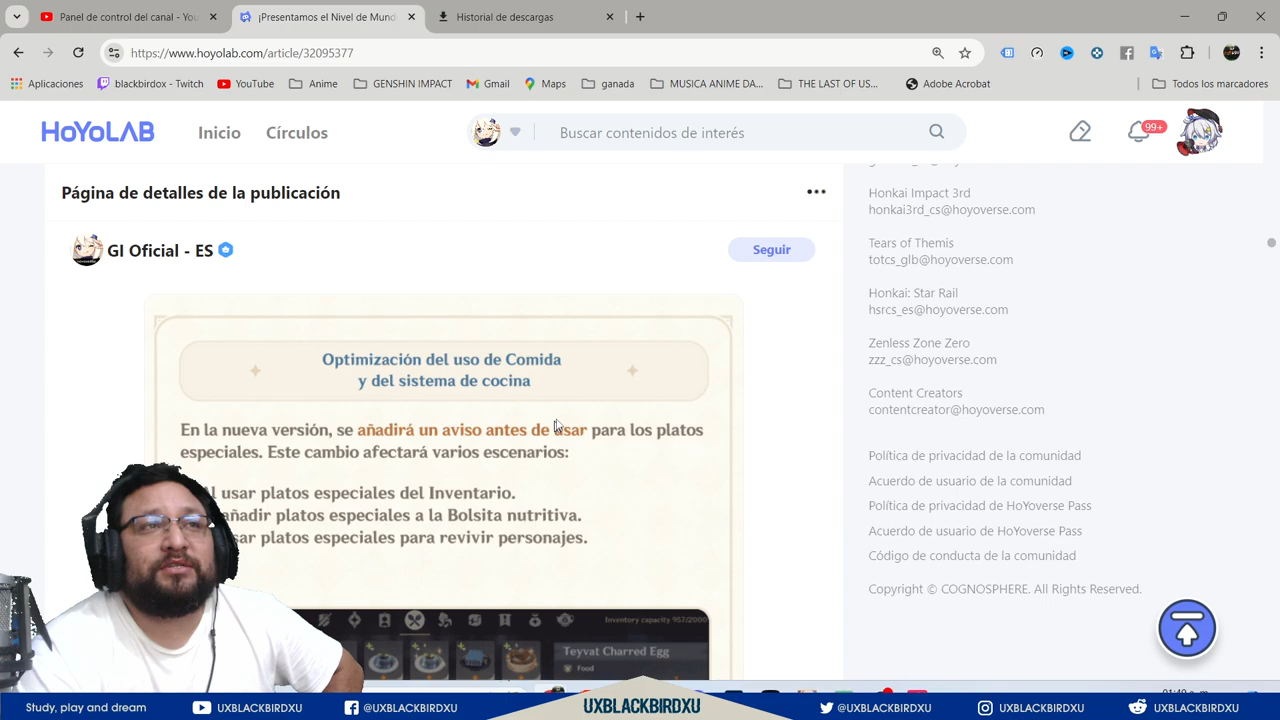 Panel de control del canal - You
¡Presentamos el Nivel de Mund
Historial de descargas
https://www.hoyolab.com/article/32095377
Aplicaciones
blackbirdox - Twitch
YouTube
Anime
GENSHIN IMPACT
Gmail
Maps
ganada
MUSICA ANIME DA...
THE LAST OF US...
Adobe Acrobat
Todos los marcadores
HoYoLAB
Inicio
Círculos
Buscar contenidos de interés
99+
Página de detalles de la publicación
GI Oficial - ES
Seguir
Optimización del uso de Comida
y del sistema de cocina
En la nueva versión, se añadirá un aviso antes de usar para los platos
especiales. Este cambio afectará varios escenarios:
Al usar platos especiales del Inventario.
añadir platos especiales a la Bolsita nutritiva.
usar platos especiales para revivir personajes.
Inventory capacity 957/2000
Teyvat Charred Egg
Food
Honkai Impact 3rd
honkai3rd_cs@hoyoverse.com
Tears of Themis
totcs_glb@hoyoverse.com
Honkai: Star Rail
hsrcs_es@hoyoverse.com
Zenless Zone Zero
zzz_cs@hoyoverse.com
Content Creators
contentcreator@hoyoverse.com
Política de privacidad de la comunidad
Acuerdo de usuario de la comunidad
Política de privacidad de HoYoverse Pass
Acuerdo de usuario de HoYoverse Pass
Código de conducta de la comunidad
Copyright © COGNOSPHERE. All Rights Reserved.
Study, play and dream
UXBLACKBIRDXU
@UXBLACKBIRDXU
UXBLACKBIRDXU
@UXBLACKBIRDXU
UXBLACKBIRDXU
UXBLACKBIRDXU